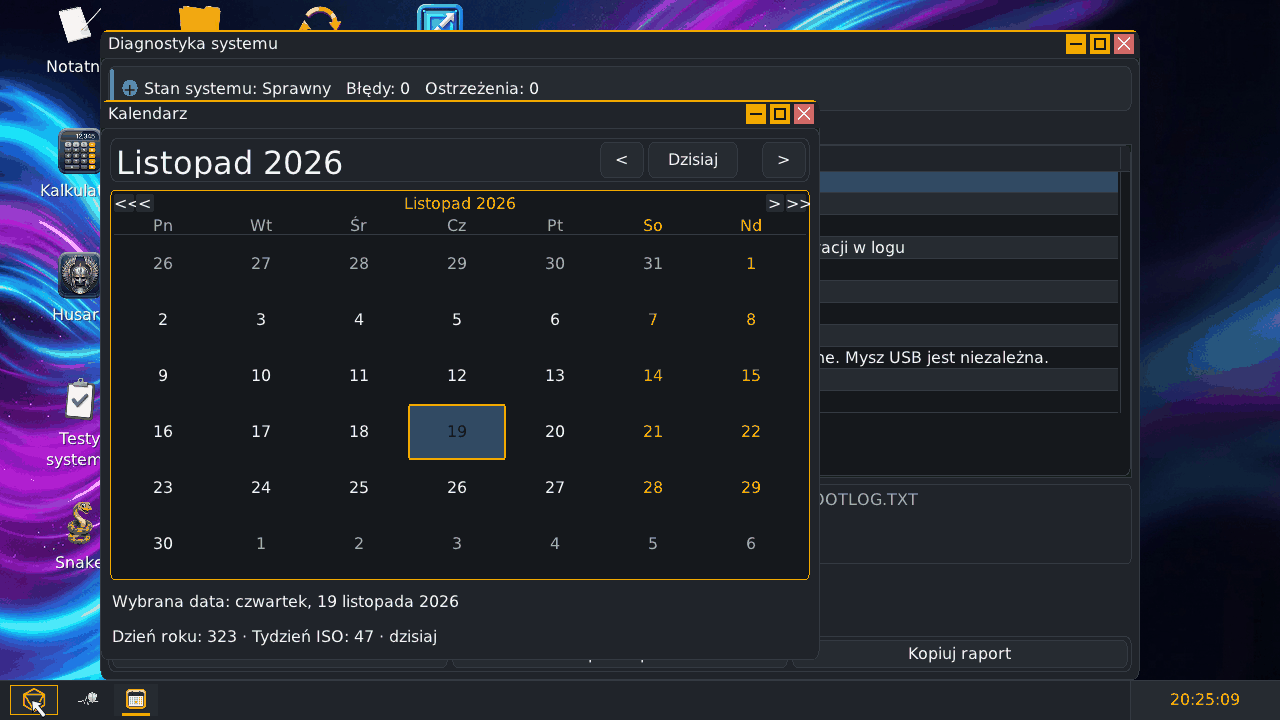 Diagnostyka systemu
Stan systemu: Sprawny Błędy: 0 Ostrzeżenia: 0
Kalendarz
Listopad 2026
< Dzisiaj >
<< < Listopad 2026 > >>
Pn Wt Śr Cz Pt So Nd
26 27 28 29 30 31 1
2 3 4 5 6 7 8
9 10 11 12 13 14 15
16 17 18 19 20 21 22
23 24 25 26 27 28 29
30 1 2 3 4 5 6
Wybrana data: czwartek, 19 listopada 2026
Dzień roku: 323 · Tydzień ISO: 47 · dzisiaj
acji w logu
ne. Mysz USB jest niezależna.
OOTLOG.TXT
Kopiuj raport
Notatn
12,345
Kalkula
Husar
Testy
system
Snake
20:25:09